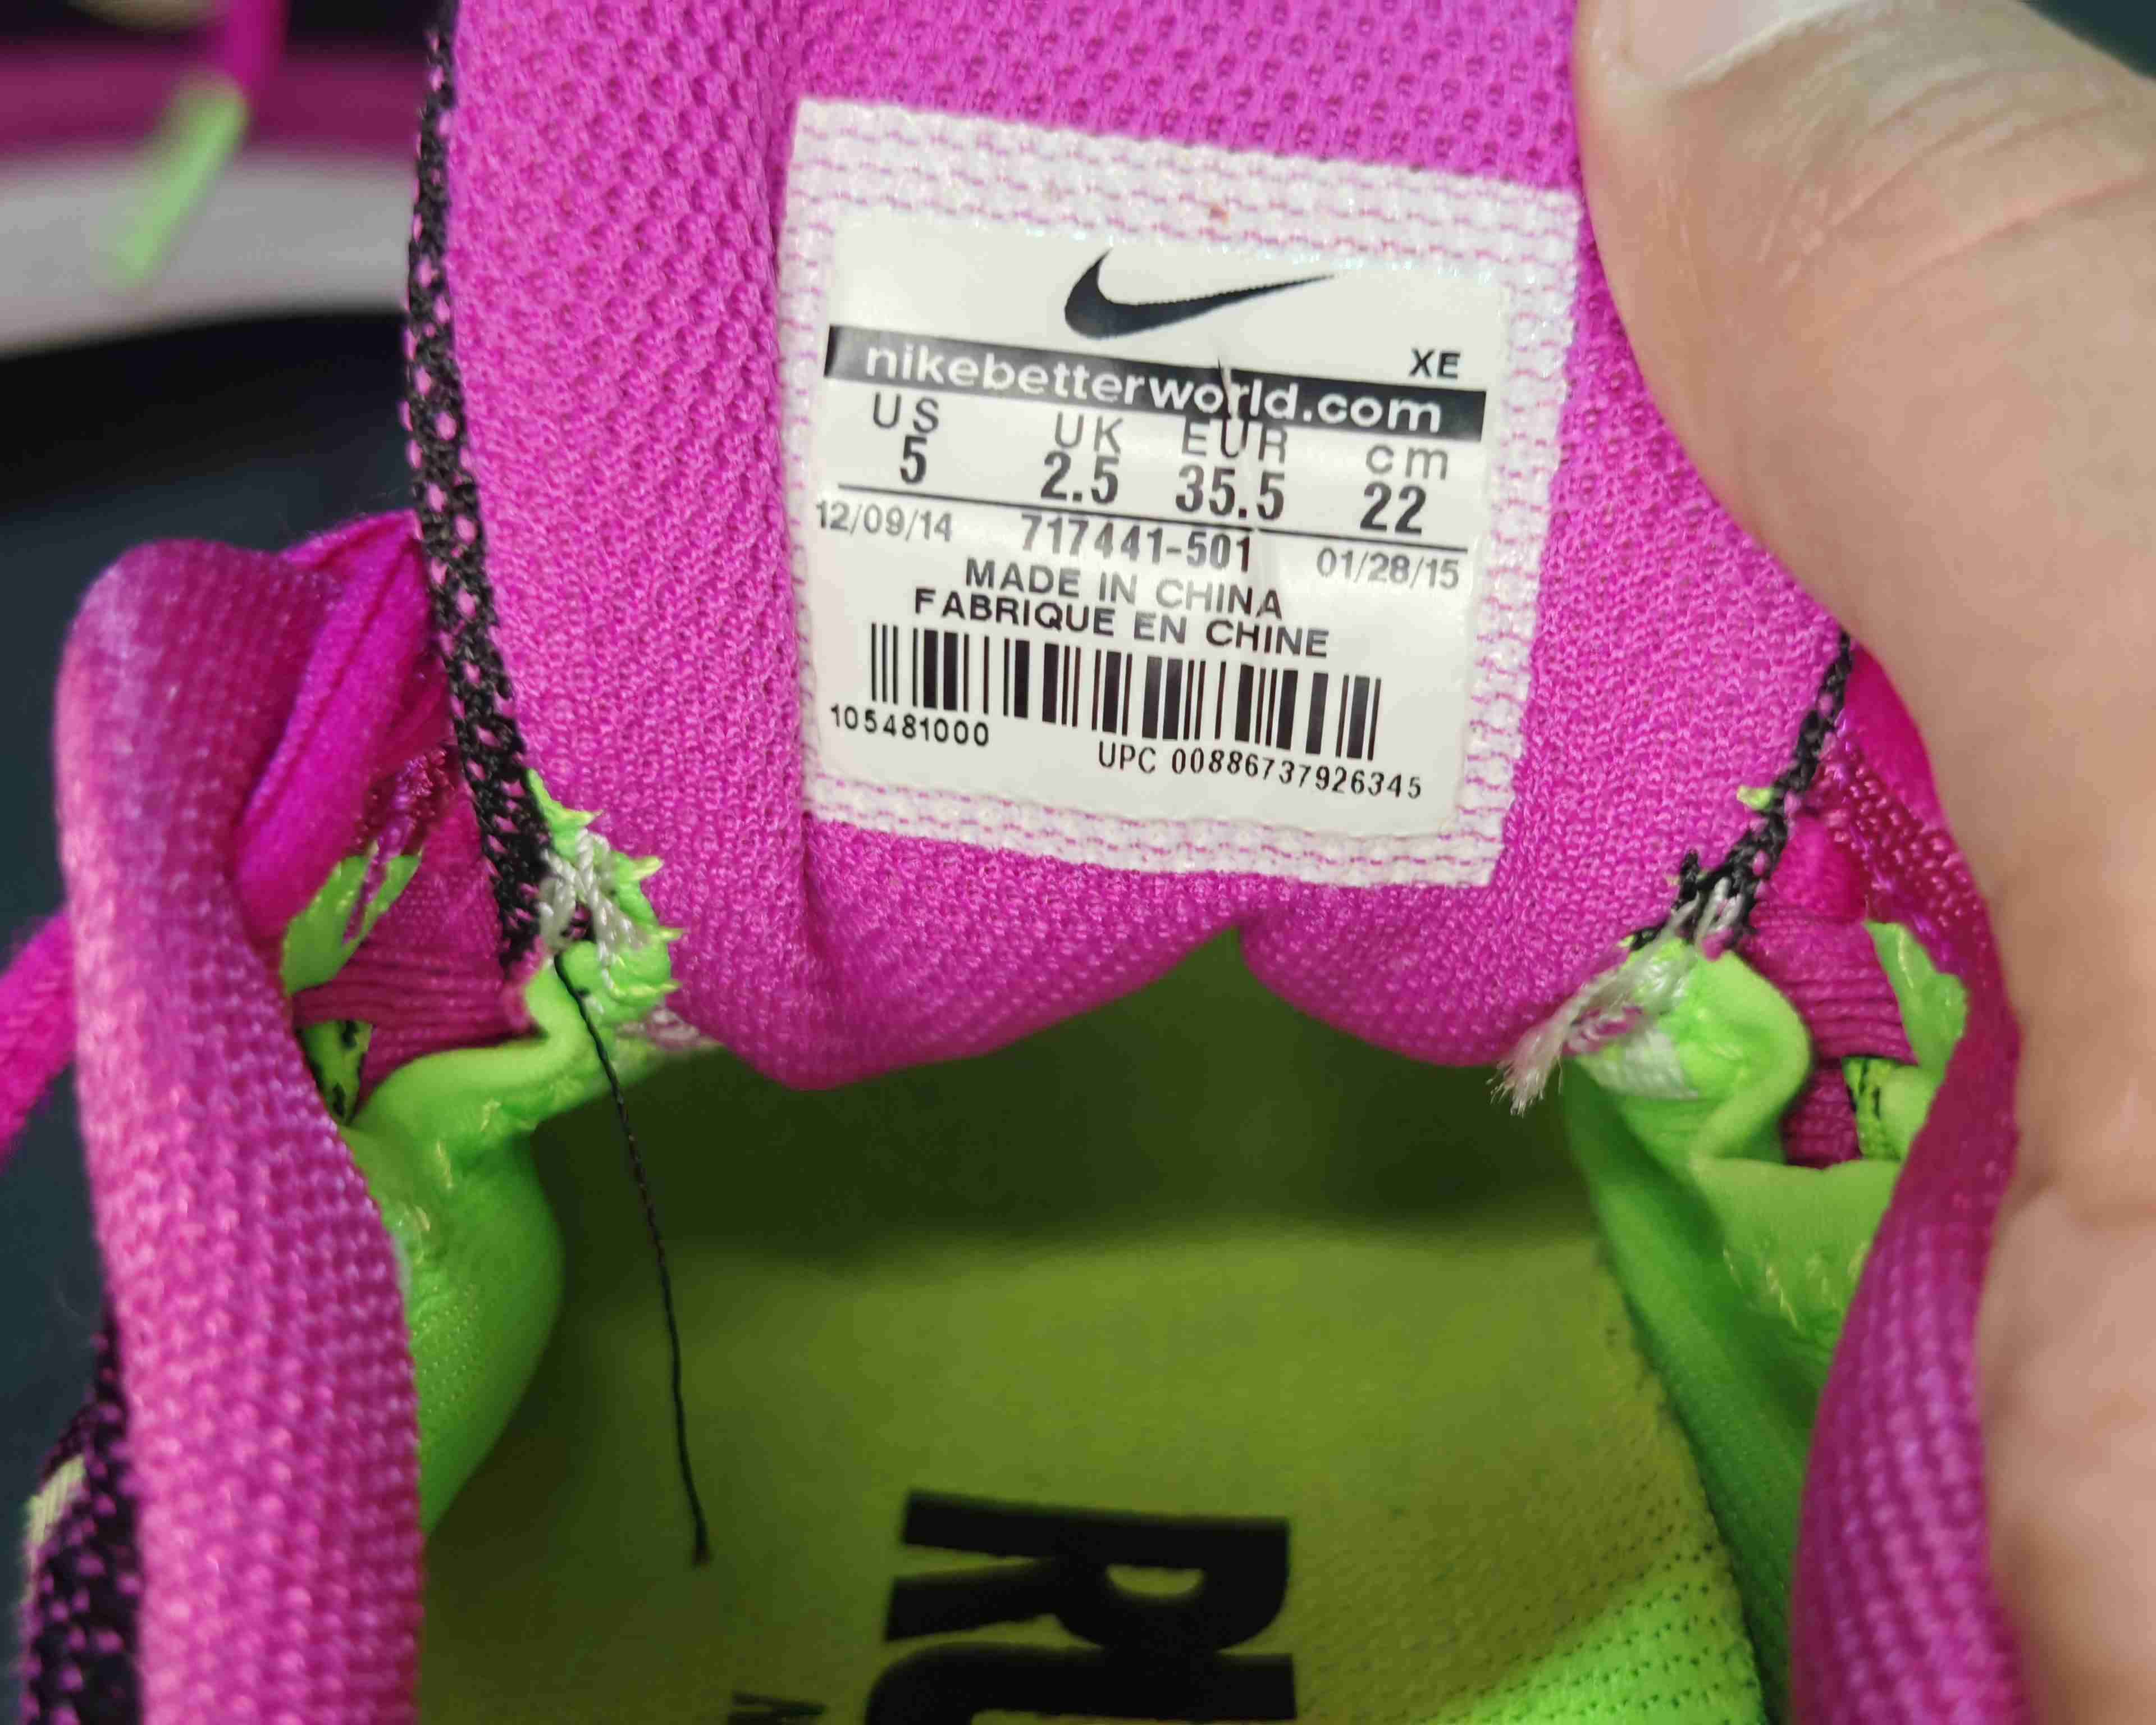 XE
nikebetterworld.com
US UK EUR cm
5 2.5 35.5 22
12/09/14 717441-501 01/28/15
MADE IN CHINA
FABRIQUE EN CHINE
105481000
UPC 00886737926345
RU